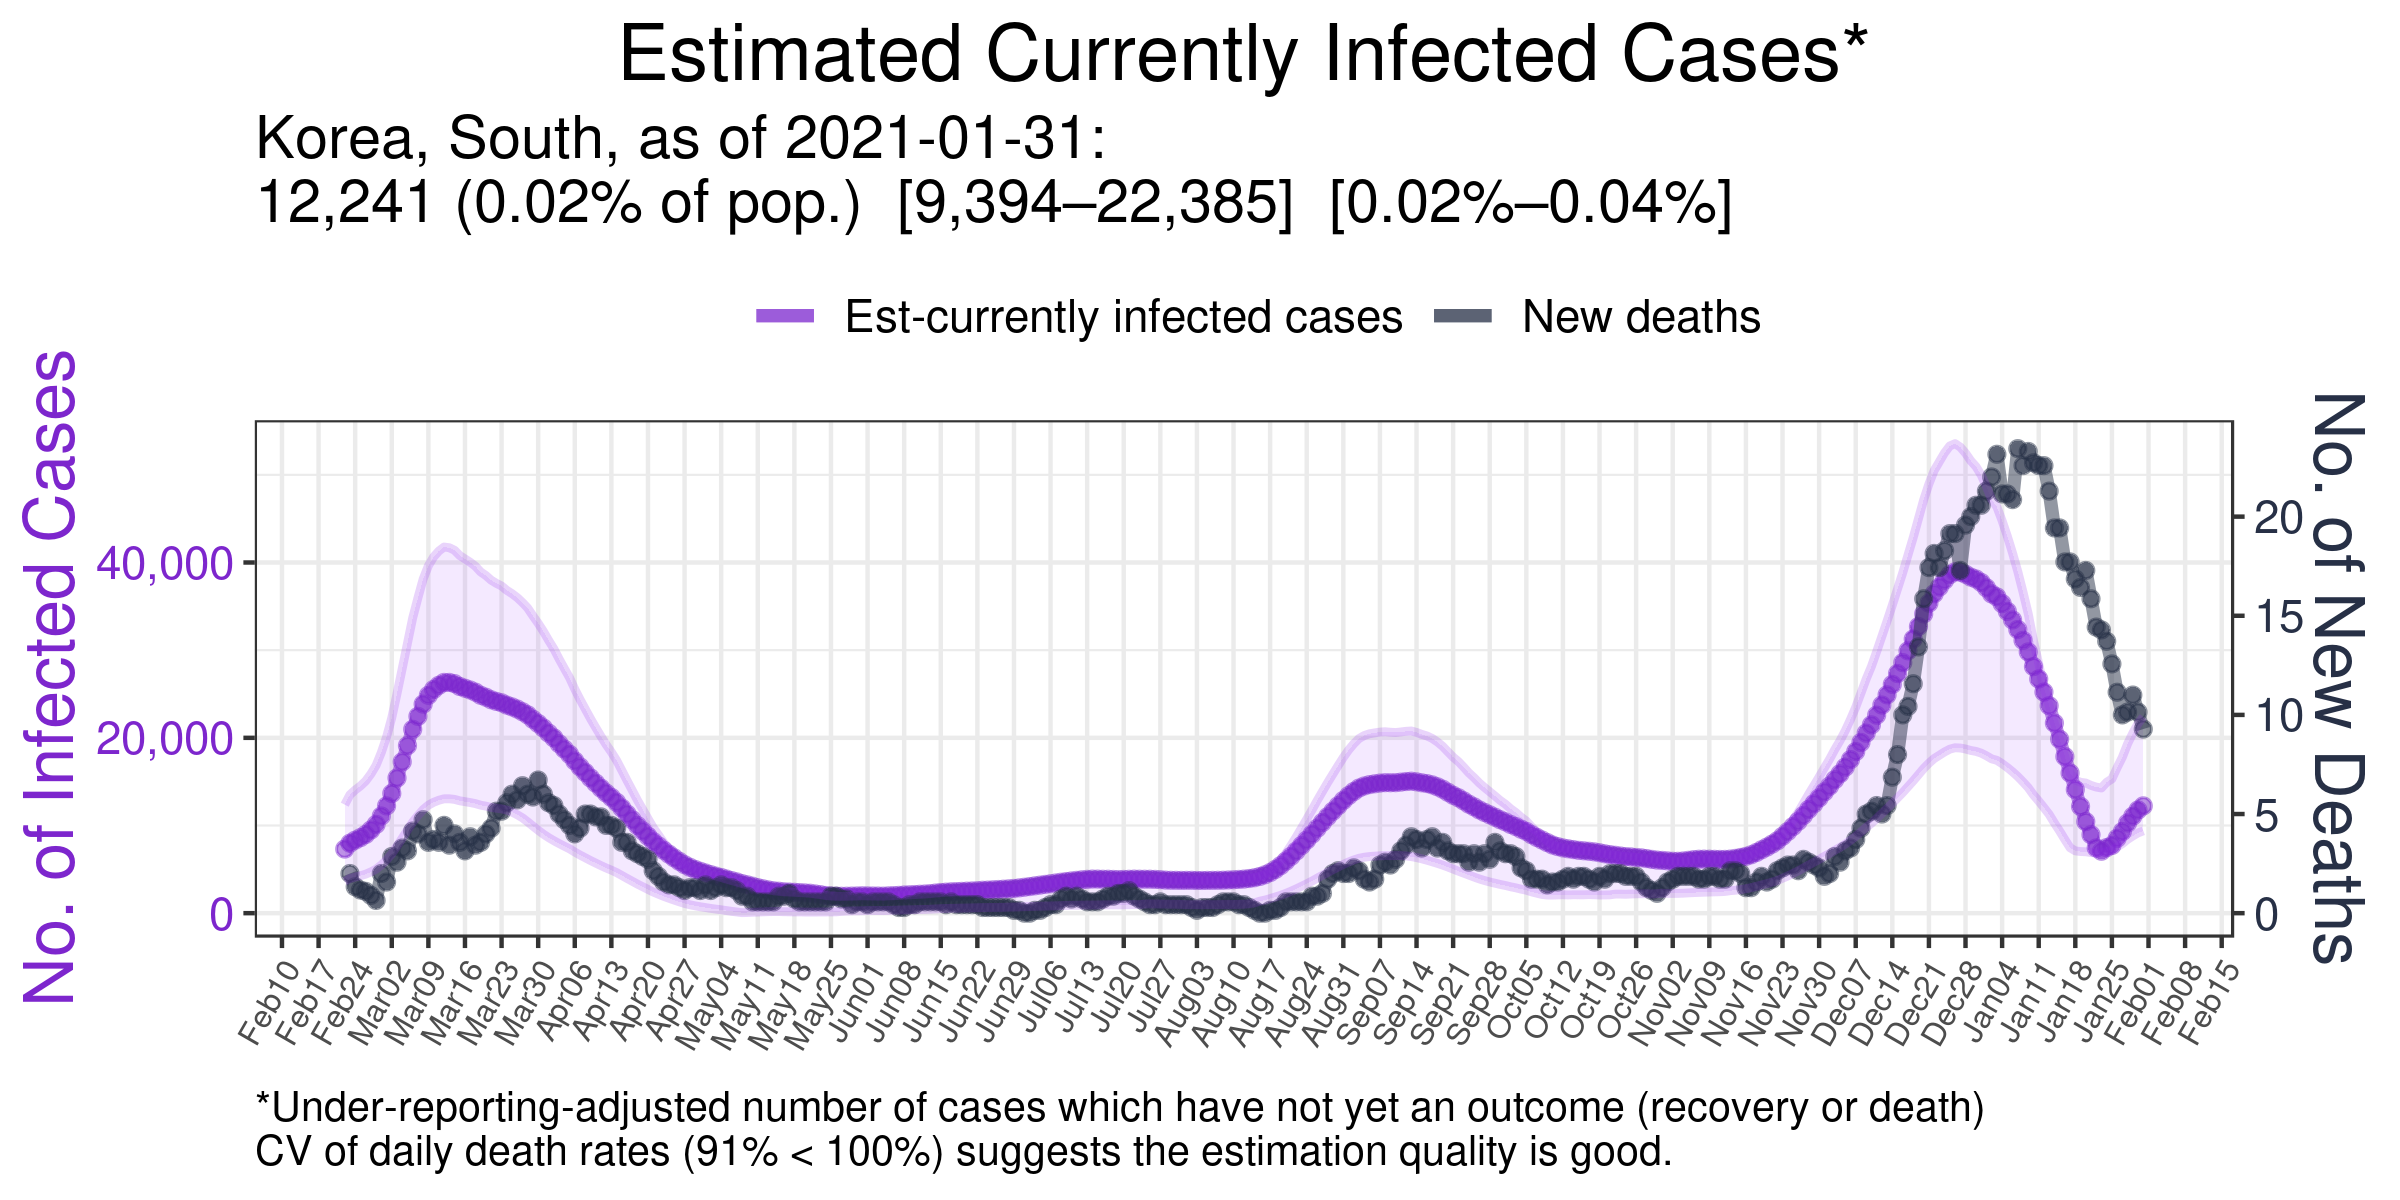 Estimated Currently Infected Cases*
Korea, South, as of 2021-01-31:
12,241 (0.02% of pop.) [9,394–22,385] [0.02%–0.04%]
Est-currently infected cases New deaths
No. of Infected Cases
40,000
20,000
0
20
15
10
5
0
No. of New Deaths
Feb10 Feb17 Feb24 Mar02 Mar09 Mar16 Mar23 Mar30 Apr06 Apr13 Apr20 Apr27 May04 May11 May18 May25 Jun01 Jun08 Jun15 Jun22 Jun29 Jul06 Jul13 Jul20 Jul27 Aug03 Aug10 Aug17 Aug24 Aug31 Sep07 Sep14 Sep21 Sep28 Oct05 Oct12 Oct19 Oct26 Nov02 Nov09 Nov16 Nov23 Nov30 Dec07 Dec14 Dec21 Dec28 Jan04 Jan11 Jan18 Jan25 Feb01 Feb08 Feb15
*Under-reporting-adjusted number of cases which have not yet an outcome (recovery or death)
CV of daily death rates (91% < 100%) suggests the estimation quality is good.